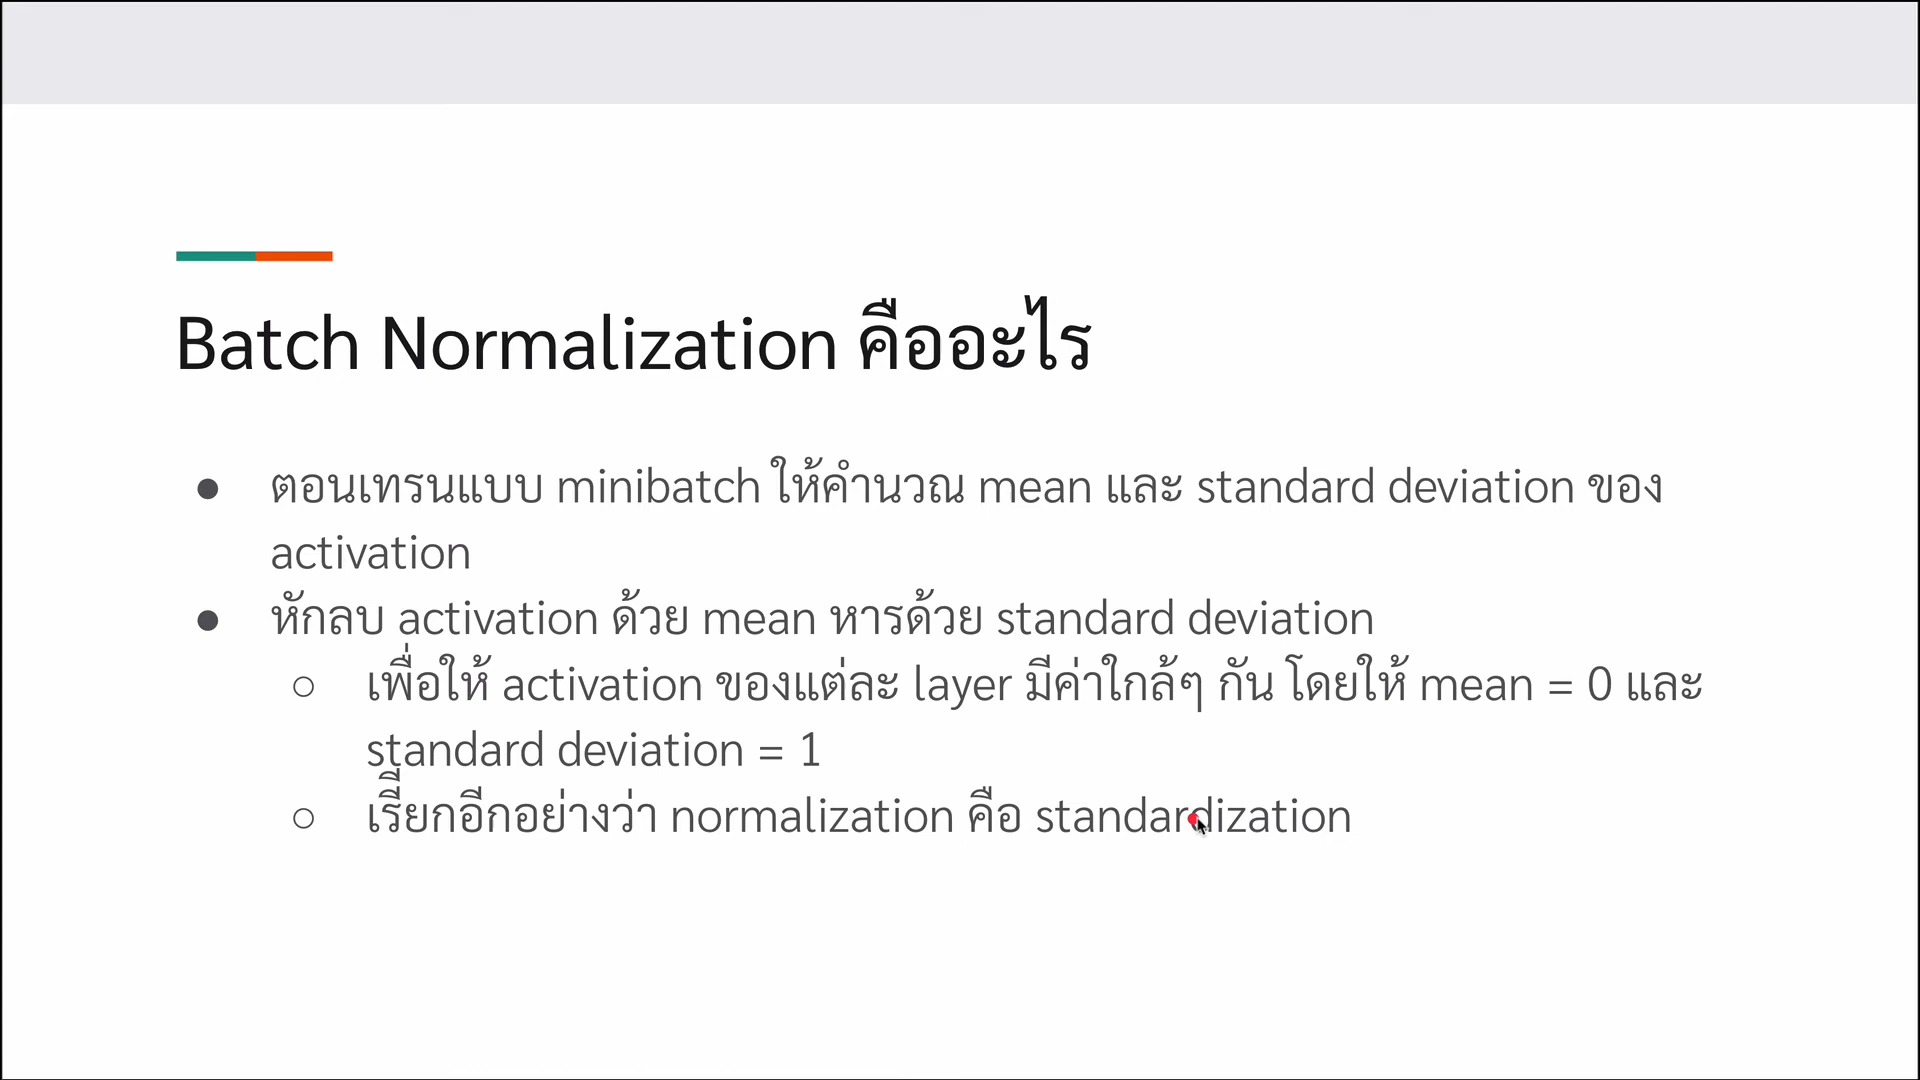 Batch Normalization คืออะไร
● ตอนเทรนแบบ minibatch ให้คำนวณ mean และ standard deviation ของ
activation
● หักลบ activation ด้วย mean หารด้วย standard deviation
○ เพื่อให้ activation ของแต่ละ layer มีค่าใกล้ๆ กัน โดยให้ mean = 0 และ
standard deviation = 1
○ เรีียกอีกอย่างว่า normalization คือ standardization